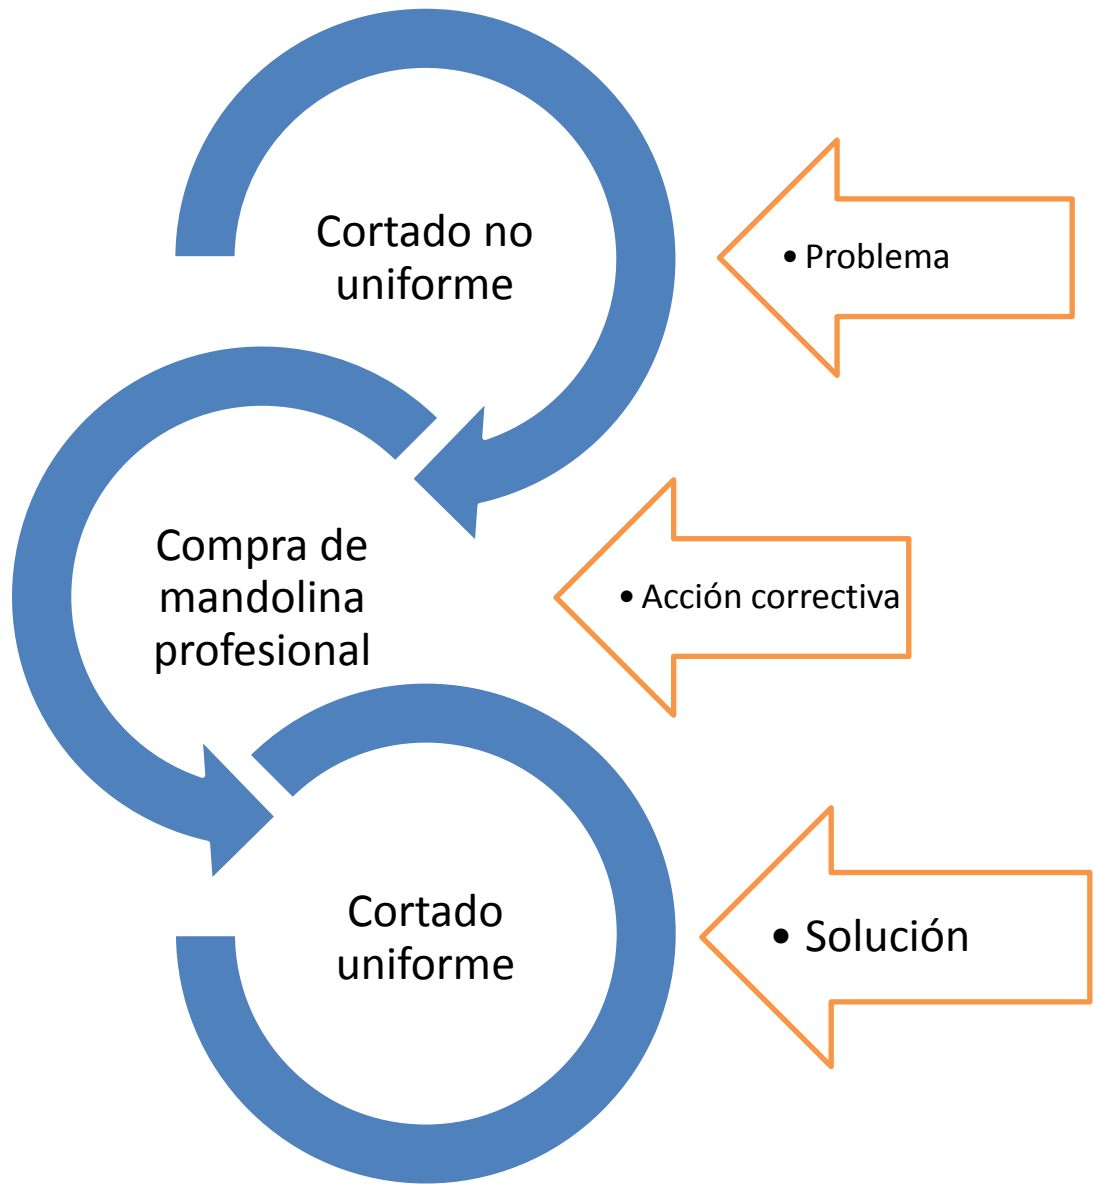 Cortado no
uniforme
• Problema
Compra de
mandolina
profesional
• Acción correctiva
Cortado
uniforme
• Solución